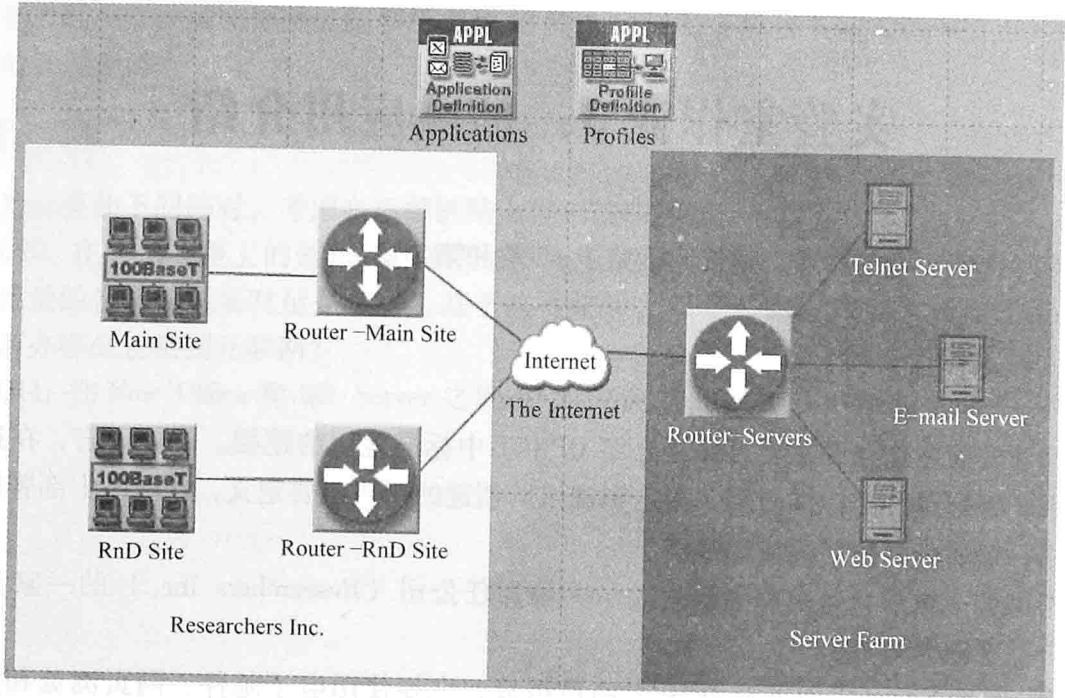 APPL
Application
Definition
Applications
APPL
Profile
Definition
Profiles
100BaseT
Main Site
Router-Main Site
100BaseT
RnD Site
Router-RnD Site
Researchers Inc.
Internet
The Internet
Router-Servers
Telnet Server
E-mail Server
Web Server
Server Farm